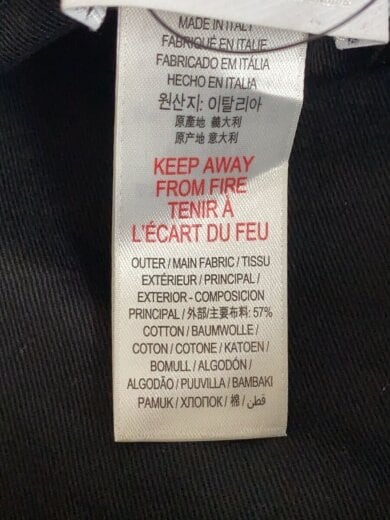 MADE IN ITALY
FABRIQUÉ EN ITALIE
FABRICADO EM ITÁLIA
HECHO EN ITALIA
원산지: 이탈리아
原產地 義大利
原产地 意大利
KEEP AWAY
FROM FIRE
TENIR À
L'ÉCART DU FEU
OUTER / MAIN FABRIC / TISSU
EXTÉRIEUR / PRINCIPAL /
EXTERIOR - COMPOSICION
PRINCIPAL / 外部/主要布料: 57%
COTTON / BAUMWOLLE /
COTON / COTONE / KATOEN /
BOMULL / ALGODÓN /
ALGODÃO / PUUVILLA / BAMBAKI
PAMUK / ХЛОПОК / 棉 / قطن /